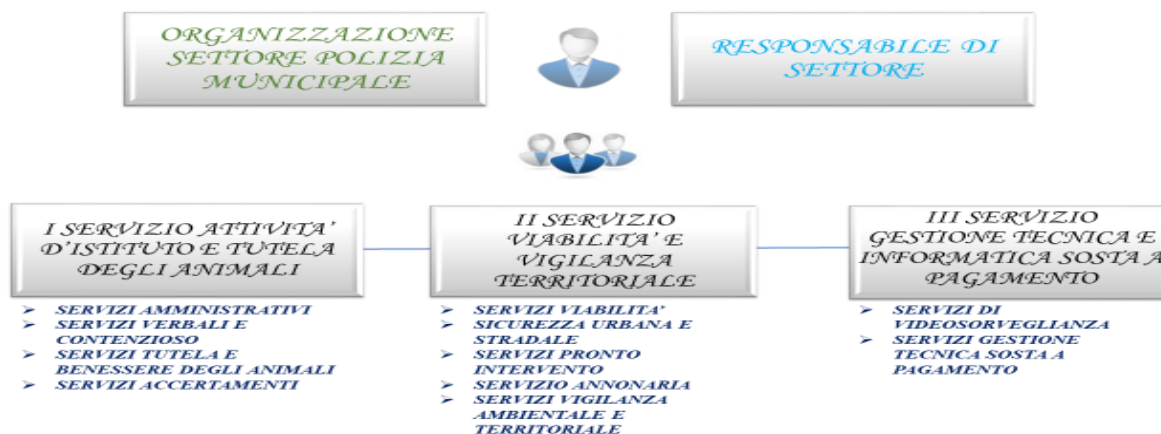 ORGANIZZAZIONE
SETTORE POLIZIA
MUNICIPALE
RESPONSABILE DI
SETTORE
I SERVIZIO ATTIVITA'
D'ISTITUTO E TUTELA
DEGLI ANIMALI
II SERVIZIO
VIABILITA' E
VIGILANZA
TERRITORIALE
III SERVIZIO
GESTIONE TECNICA E
INFORMATICA SOSTA A
PAGAMENTO
➢ SERVIZI AMMINISTRATIVI
➢ SERVIZI VERBALI E
CONTENZIOSO
➢ SERVIZI TUTELA E
BENESSERE DEGLI ANIMALI
➢ SERVIZI ACCERTAMENTI
➢ SERVIZI VIABILITA'
➢ SICUREZZA URBANA E
STRADALE
➢ SERVIZI PRONTO
INTERVENTO
➢ SERVIZIO ANNONARIA
➢ SERVIZI VIGILANZA
AMBIENTALE E
TERRITORIALE
➢ SERVIZI DI
VIDEOSORVEGLIANZA
➢ SERVIZI GESTIONE
TECNICA SOSTA A
PAGAMENTO